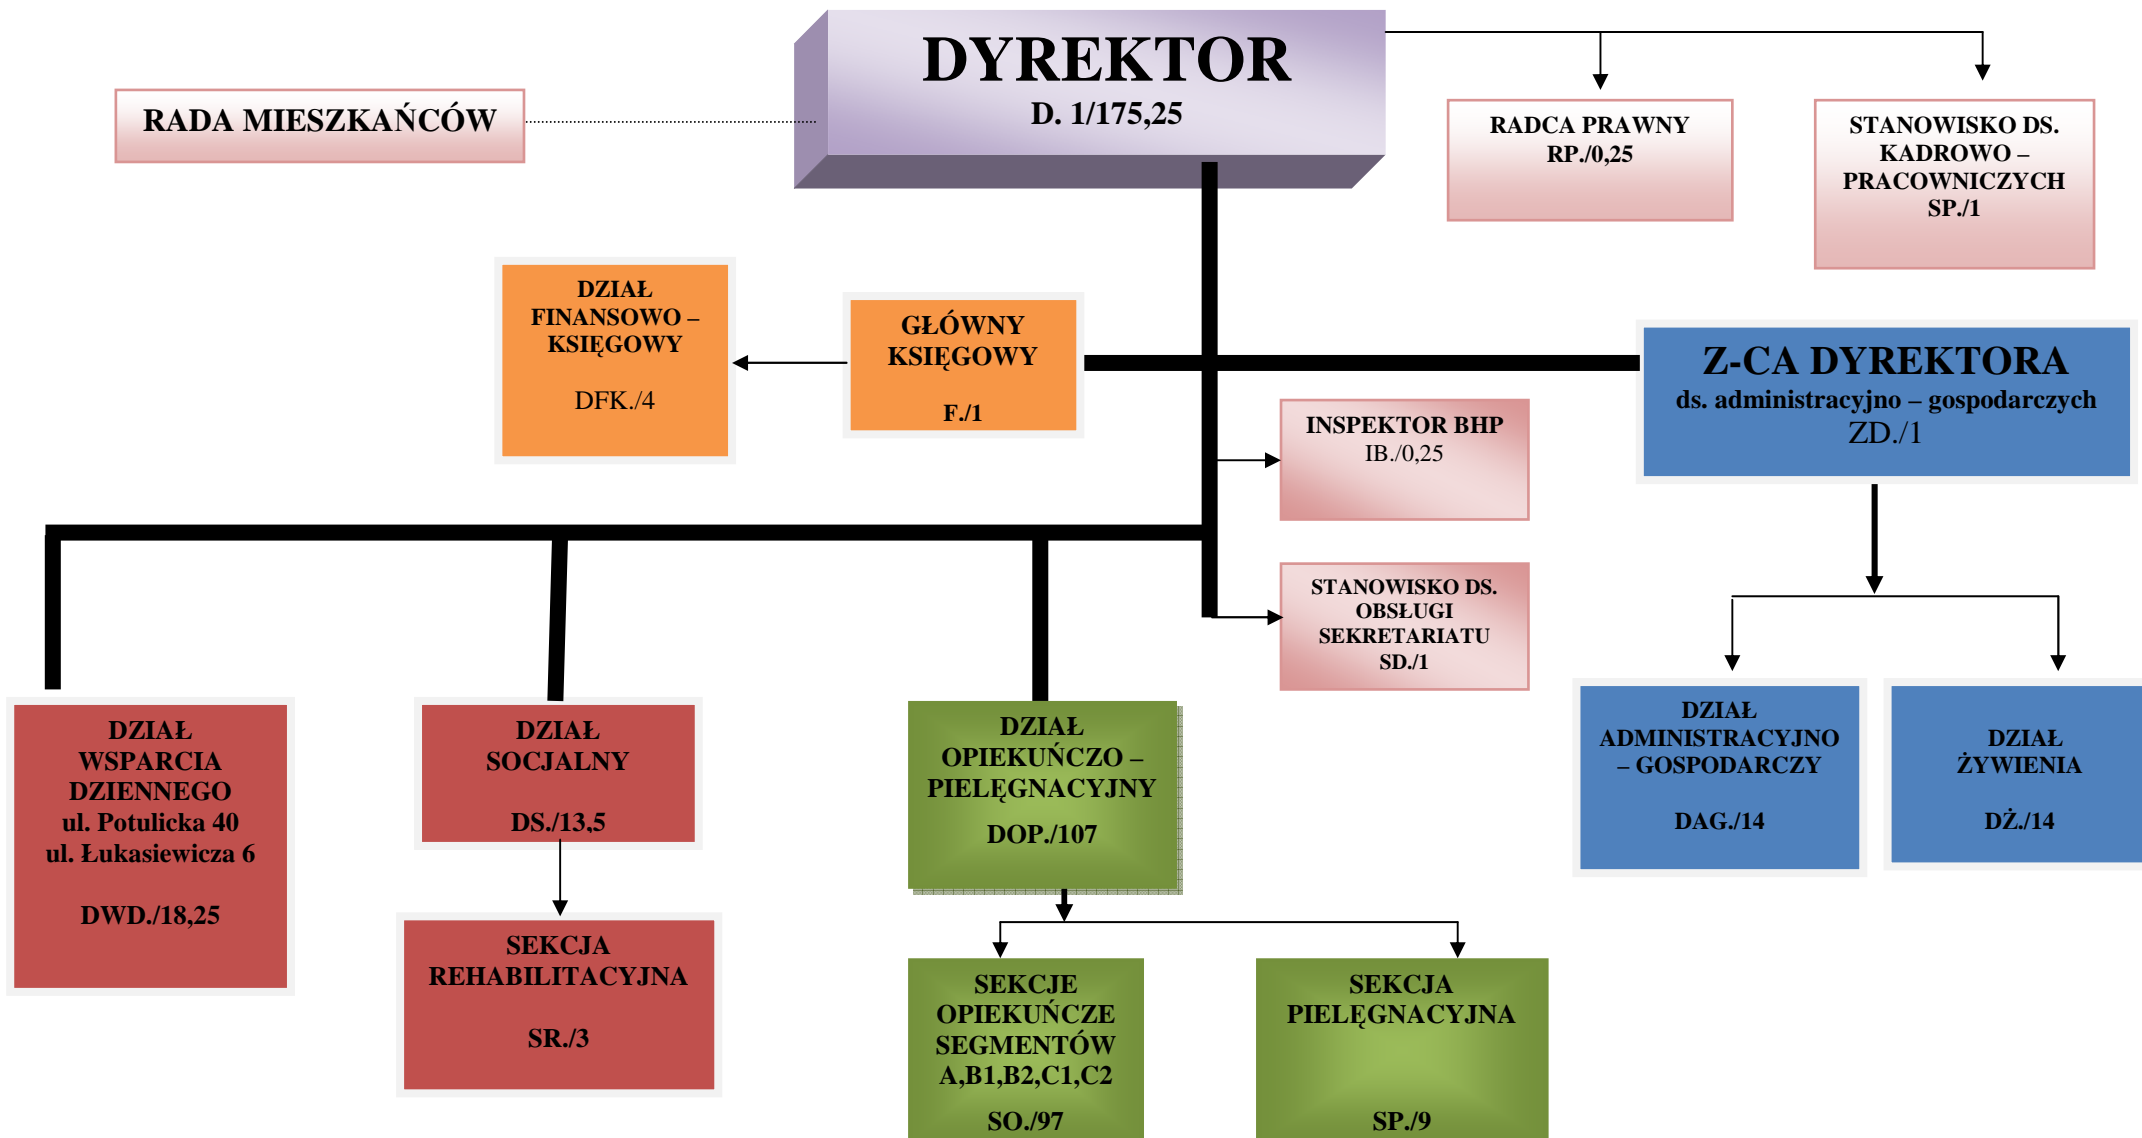 DYREKTOR
D. 1/175,25
RADA MIESZKAŃCÓW
RADCA PRAWNY
RP./0,25
STANOWISKO DS.
KADROWO –
PRACOWNICZYCH
SP./1
DZIAŁ
FINANSOWO –
KSIĘGOWY
DFK./4
GŁÓWNY
KSIĘGOWY
F./1
Z-CA DYREKTORA
ds. administracyjno – gospodarczych
ZD./1
INSPEKTOR BHP
IB./0,25
STANOWISKO DS.
OBSŁUGI
SEKRETARIATU
SD./1
DZIAŁ
WSPARCIA
DZIENNEGO
ul. Potulicka 40
ul. Łukasiewicza 6
DWD./18,25
DZIAŁ
SOCJALNY
DS./13,5
DZIAŁ
OPIEKUŃCZO –
PIELĘGNACYJNY
DOP./107
DZIAŁ
ADMINISTRACYJNO
– GOSPODARCZY
DAG./14
DZIAŁ
ŻYWIENIA
DŻ./14
SEKCJA
REHABILITACYJNA
SR./3
SEKCJE
OPIEKUŃCZE
SEGMENTÓW
A,B1,B2,C1,C2
SO./97
SEKCJA
PIELĘGNACYJNA
SP./9